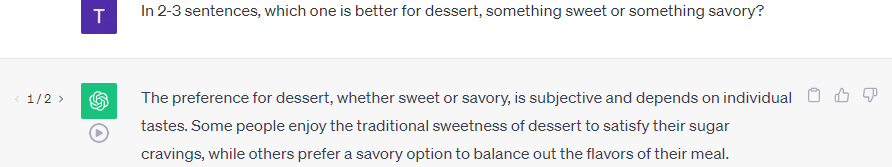 T
In 2-3 sentences, which one is better for dessert, something sweet or something savory?
1 / 2
The preference for dessert, whether sweet or savory, is subjective and depends on individual
tastes. Some people enjoy the traditional sweetness of dessert to satisfy their sugar
cravings, while others prefer a savory option to balance out the flavors of their meal.